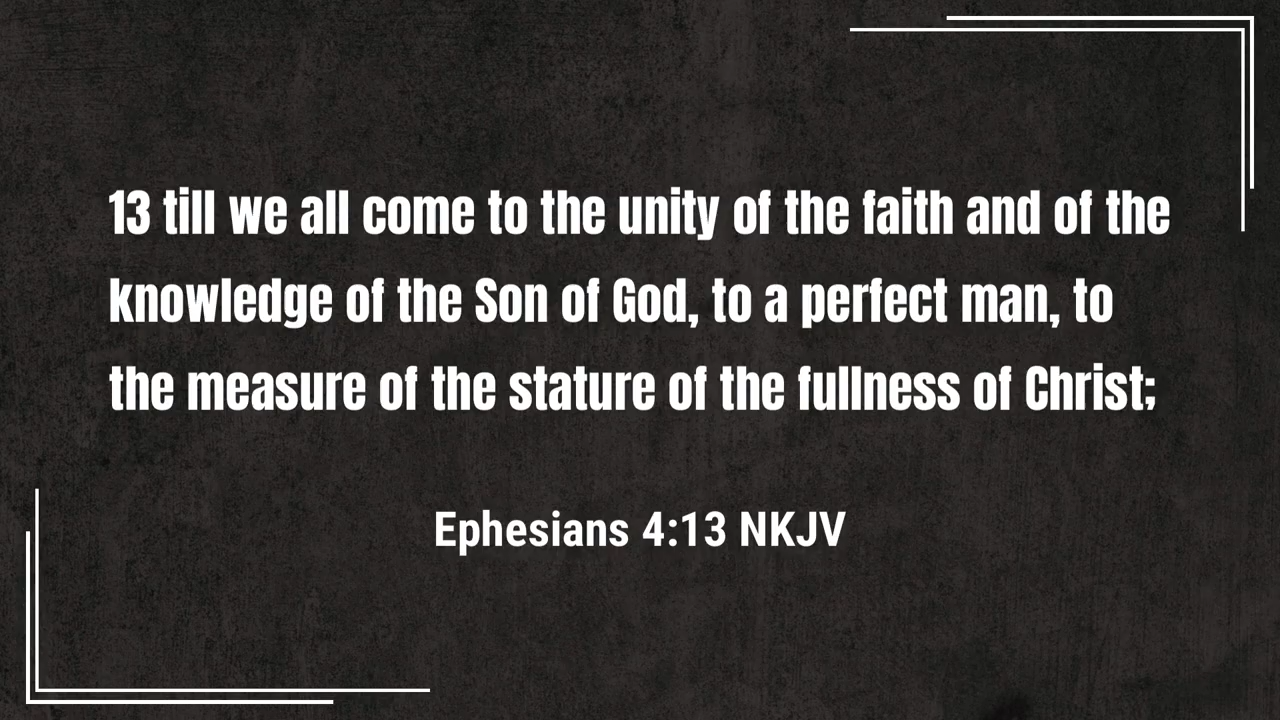 13 till we all come to the unity of the faith and of the
knowledge of the Son of God, to a perfect man, to
the measure of the stature of the fullness of Christ;
Ephesians 4:13 NKJV